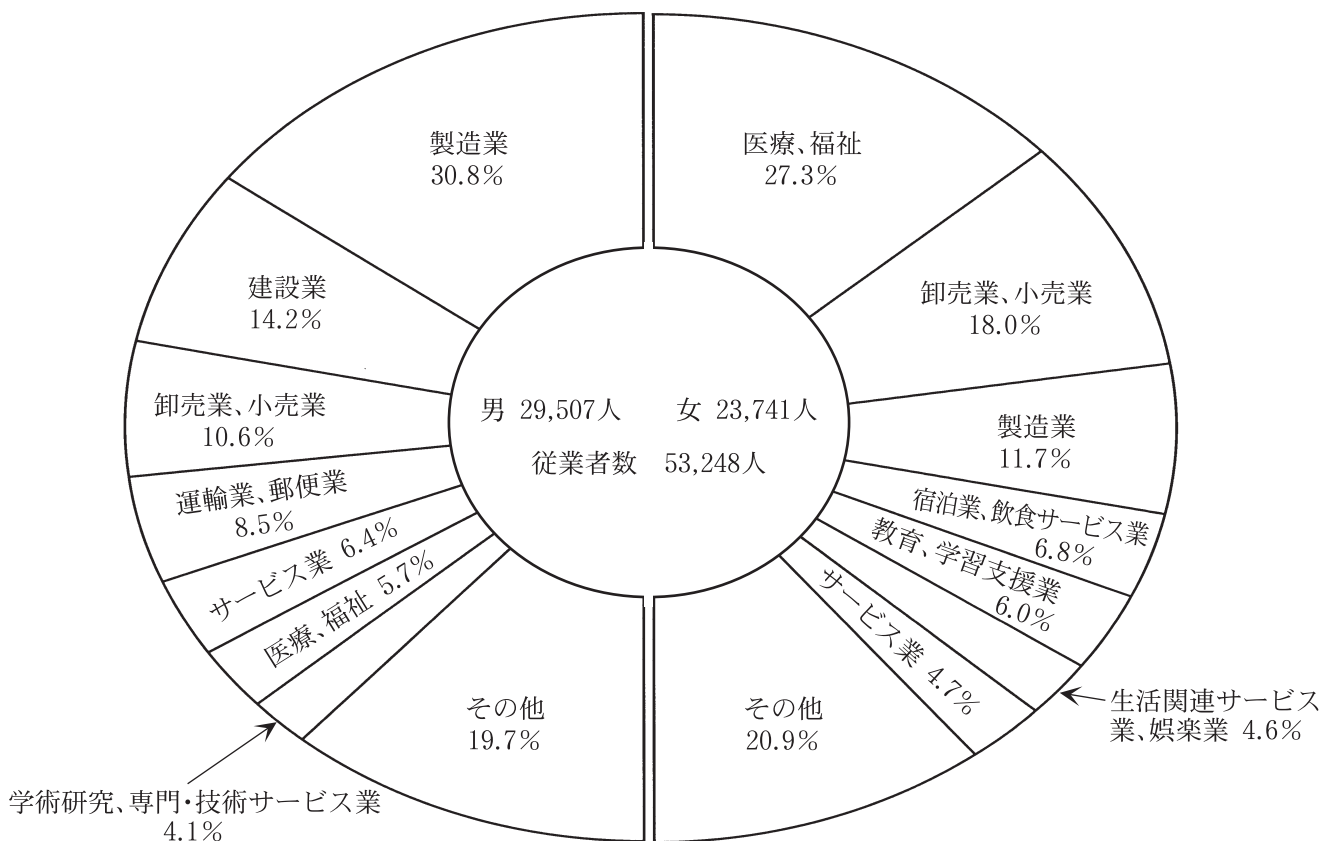 製造業
30.8%
建設業
14.2%
卸売業、小売業
10.6%
運輸業、郵便業
8.5%
サービス業 6.4%
医療、福祉 5.7%
学術研究、専門・技術サービス業
4.1%
その他
19.7%
男 29,507人 女 23,741人
従業者数 53,248人
医療、福祉
27.3%
卸売業、小売業
18.0%
製造業
11.7%
宿泊業、飲食サービス業
6.8%
教育、学習支援業
6.0%
生活関連サービス
業、娯楽業 4.6%
サービス業 4.7%
その他
20.9%